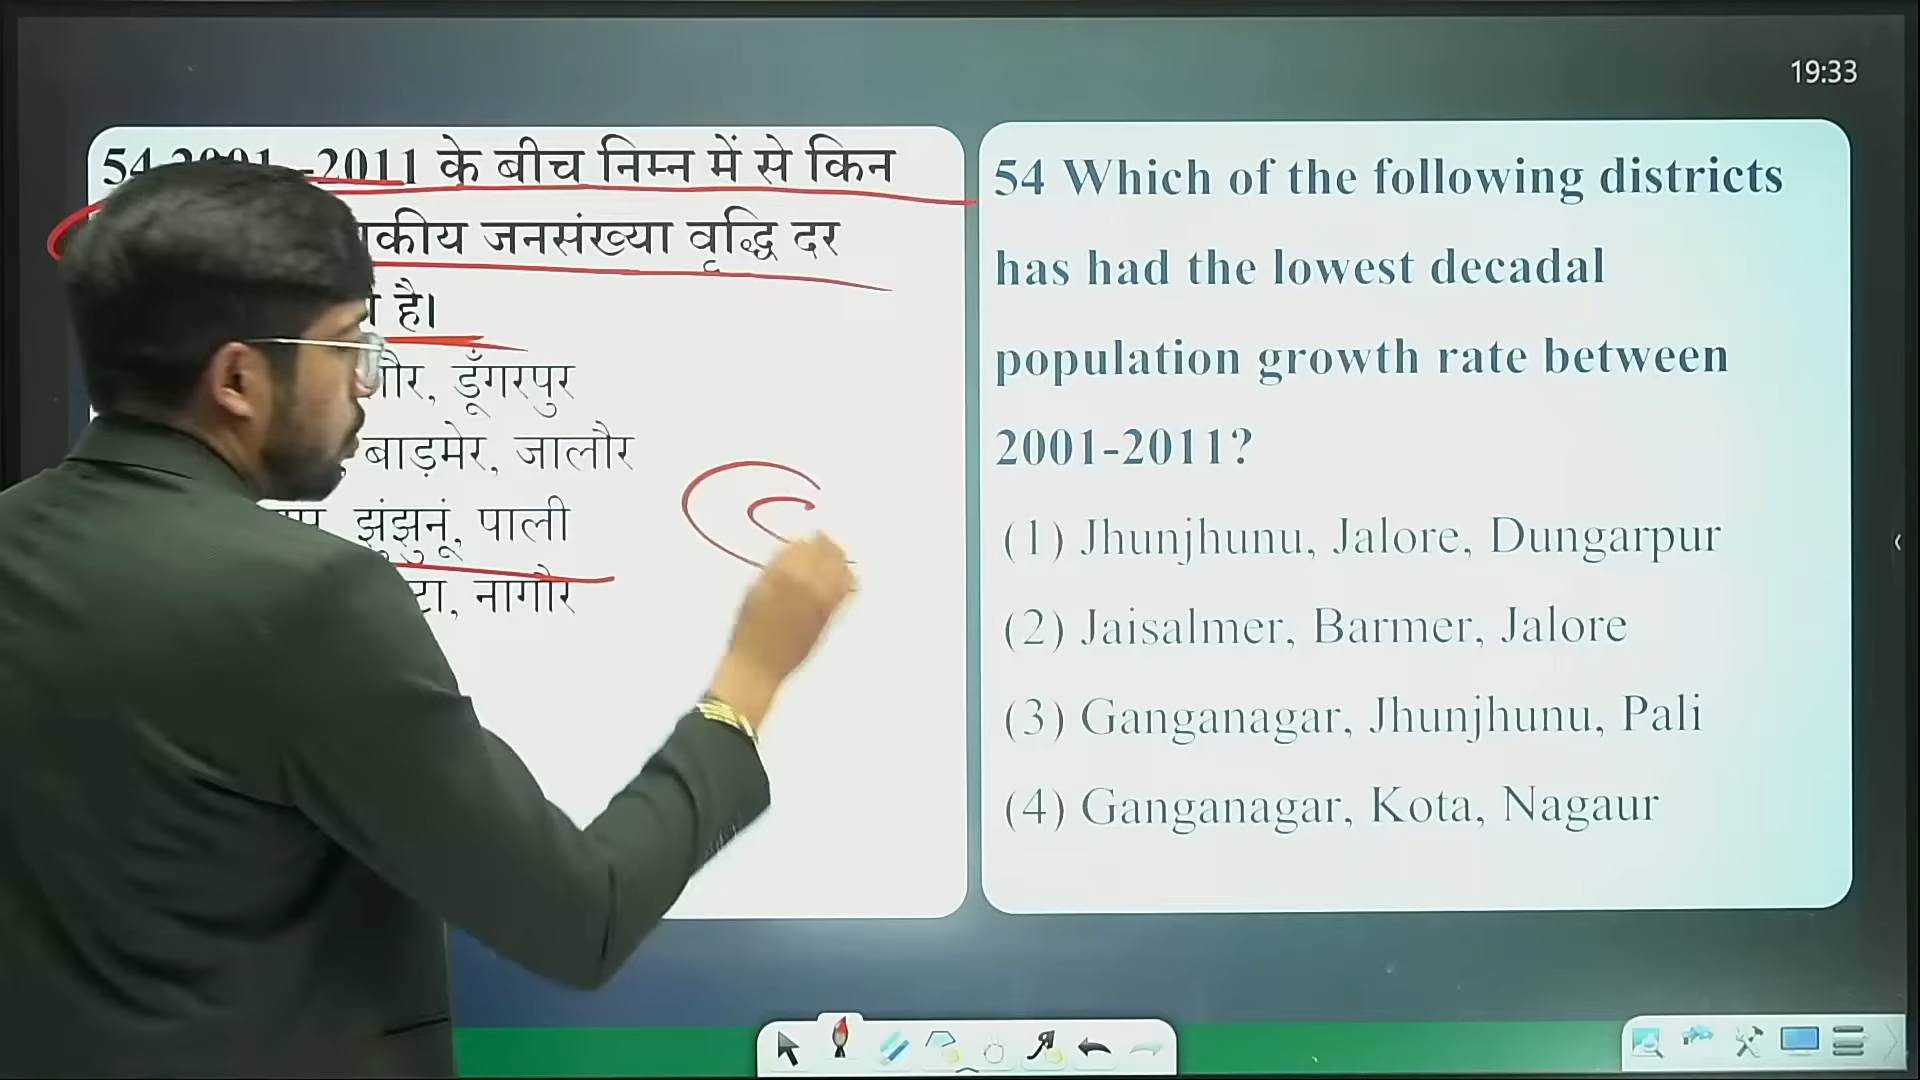 19:33
54 2001 -2011 के बीच निम्न में से किन
जनसंख्या वृद्धि दर
है।
डूँगरपुर
बाड़मेर, जालौर
झुंझुनूं, पाली
नागौर
54 Which of the following districts
has had the lowest decadal
population growth rate between
2001-2011?
(1) Jhunjhunu, Jalore, Dungarpur
(2) Jaisalmer, Barmer, Jalore
(3) Ganganagar, Jhunjhunu, Pali
(4) Ganganagar, Kota, Nagaur